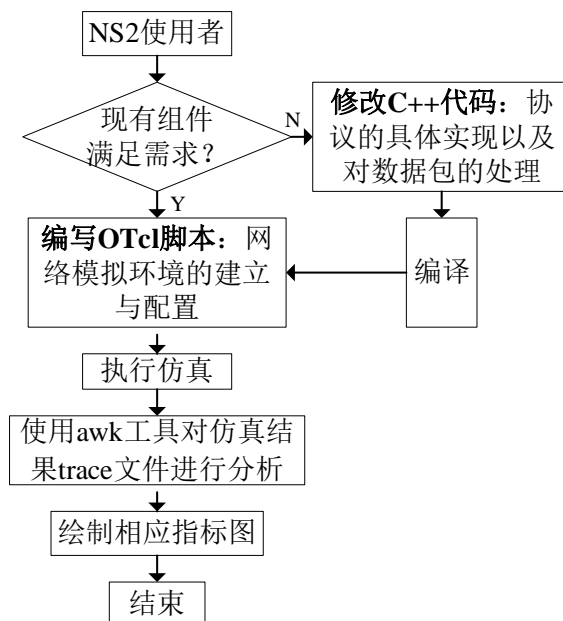 NS2使用者
现有组件
满足需求？
N
修改C++代码：协
议的具体实现以及
对数据包的处理
Y
编写OTcl脚本：网
络模拟环境的建立
与配置
编译
执行仿真
使用awk工具对仿真结
果trace文件进行分析
绘制相应指标图
结束